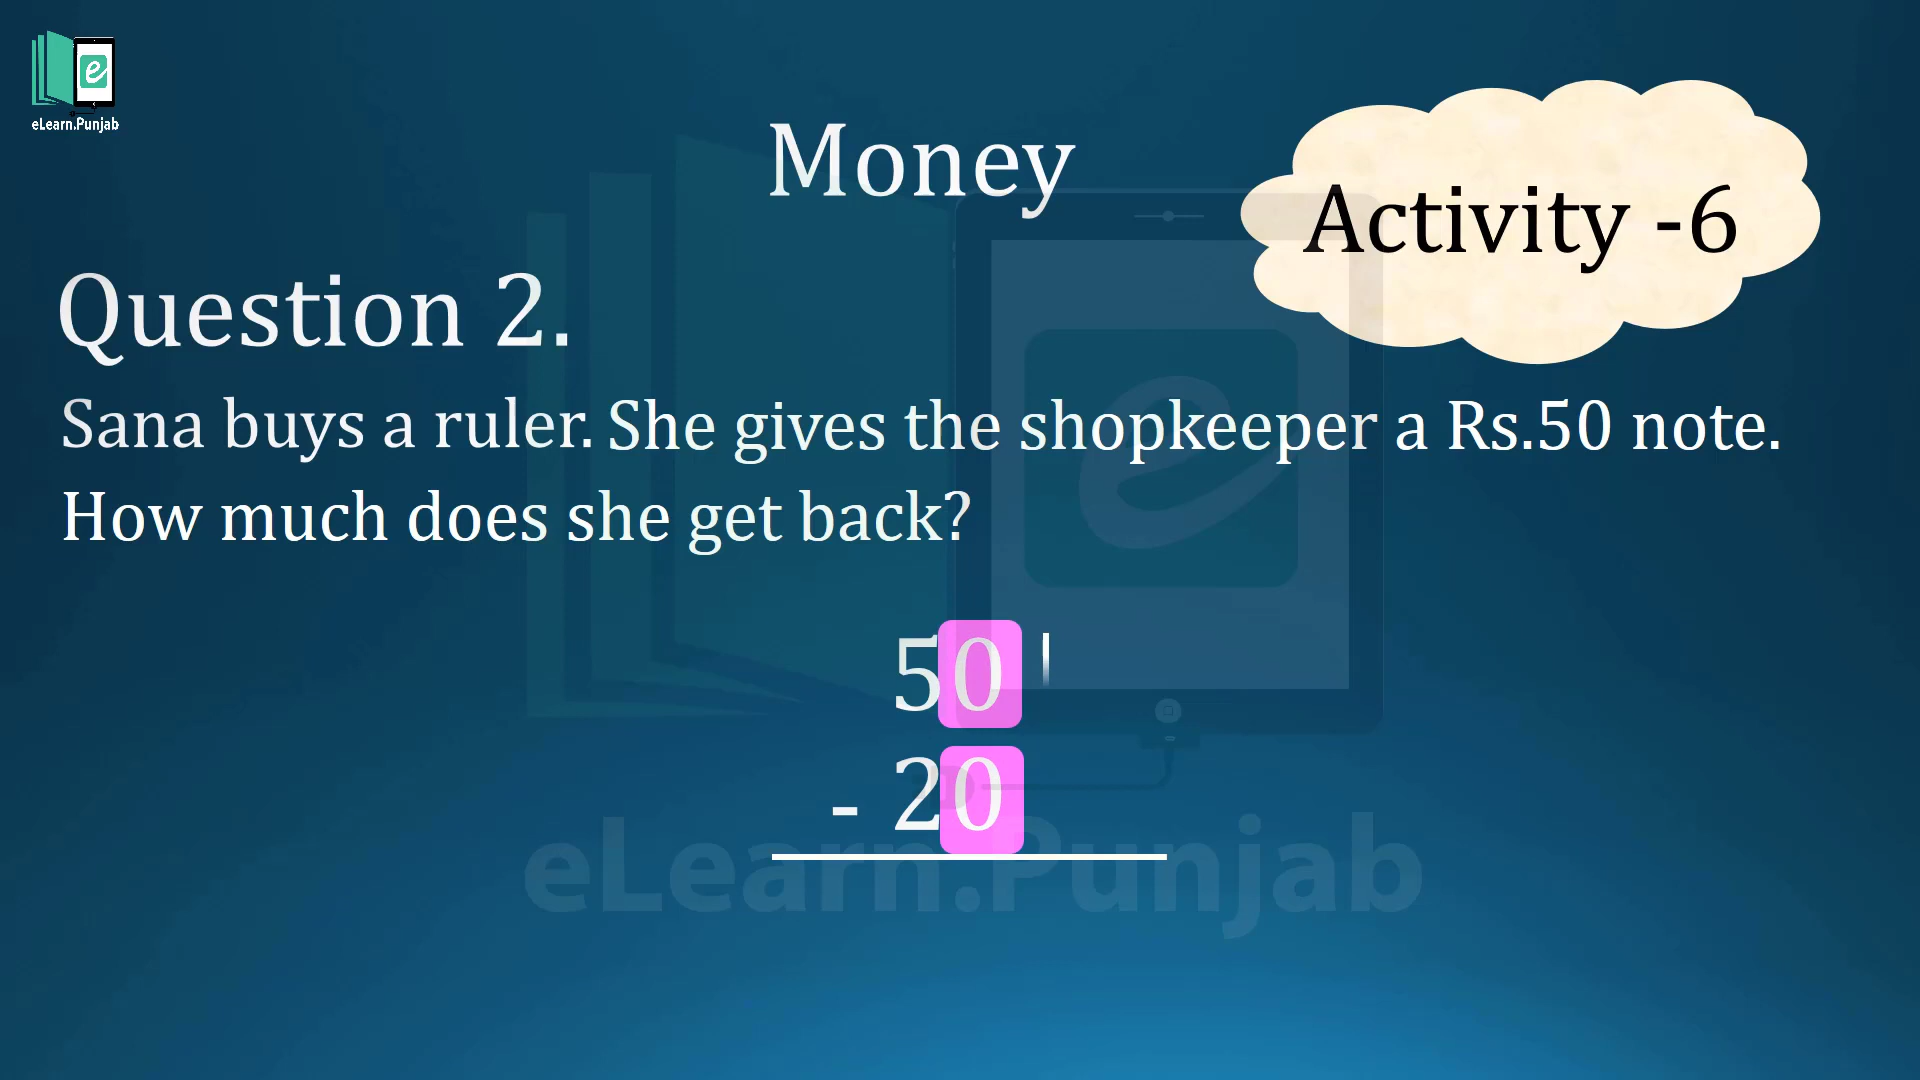 eLearn.Punjab
Money
Activity -6
Question 2.
Sana buys a ruler. She gives the shopkeeper a Rs.50 note.
How much does she get back?
50
- 20
eLearn.Punjab